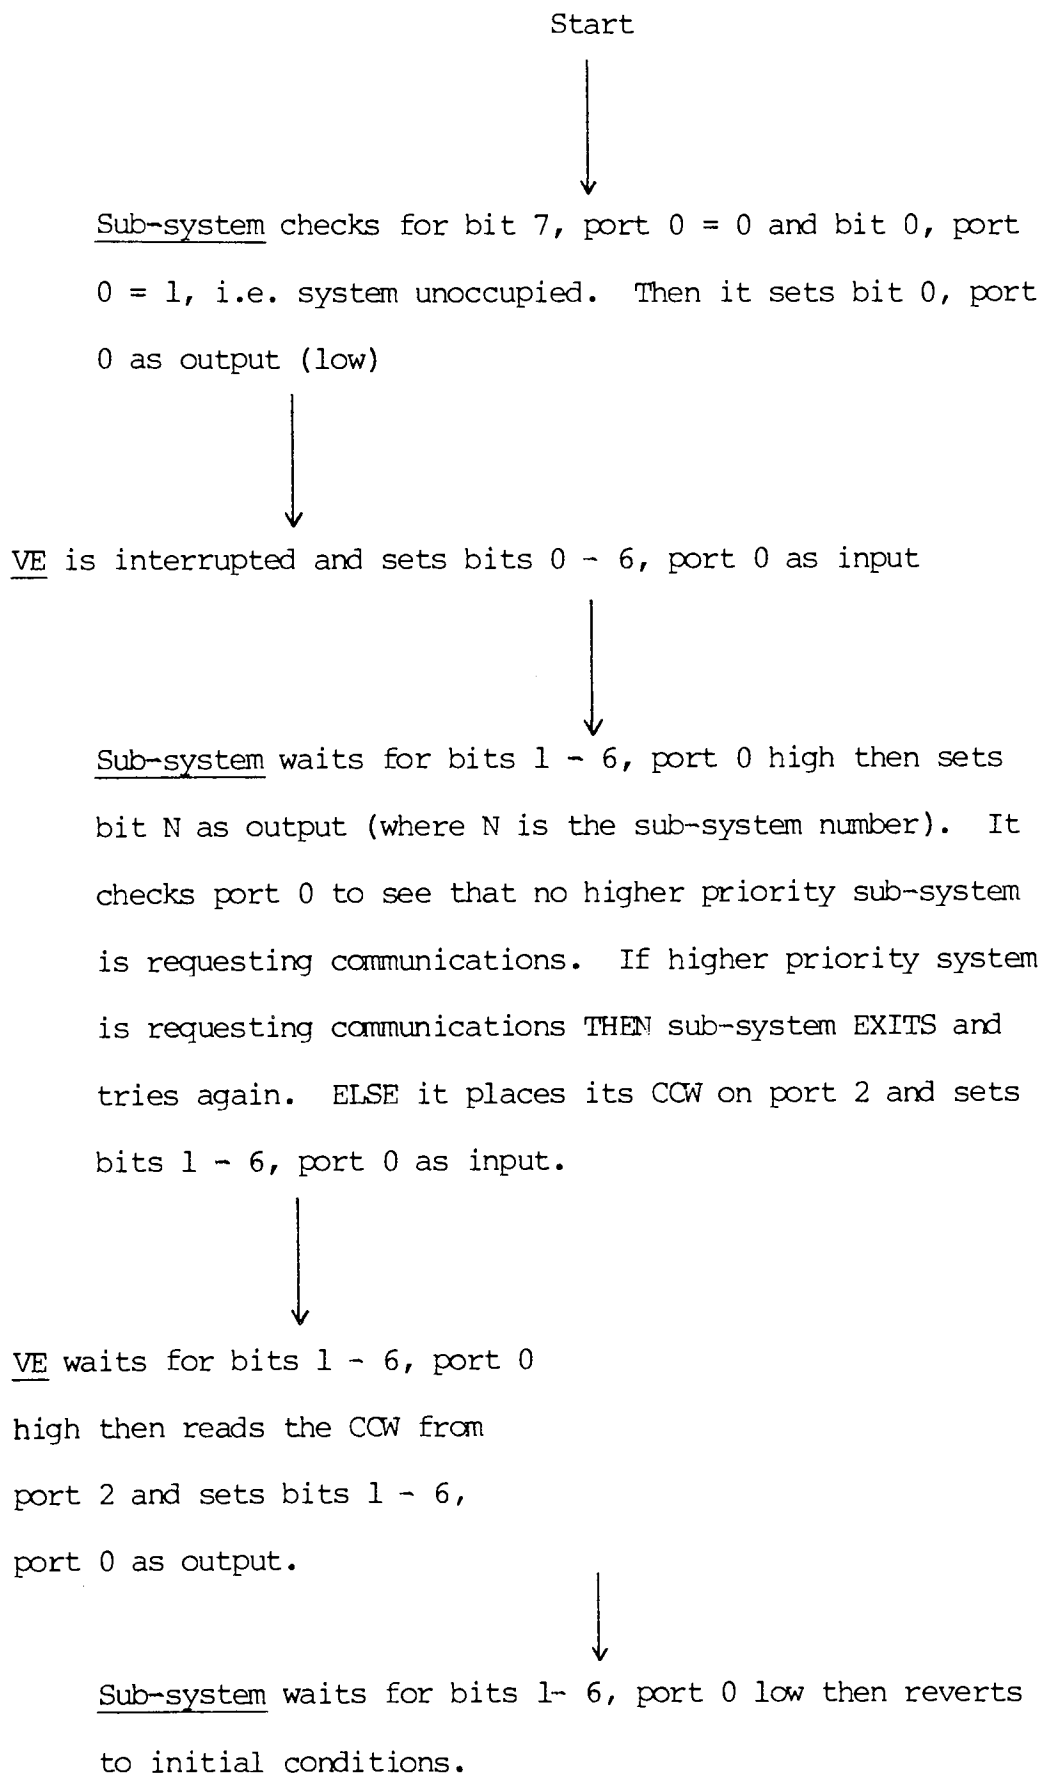 Start
Sub-system checks for bit 7, port 0 = 0 and bit 0, port
0 = 1, i.e. system unoccupied. Then it sets bit 0, port
0 as output (low)
VE is interrupted and sets bits 0 - 6, port 0 as input
Sub-system waits for bits 1 - 6, port 0 high then sets
bit N as output (where N is the sub-system number). It
checks port 0 to see that no higher priority sub-system
is requesting communications. If higher priority system
is requesting communications THEN sub-system EXITS and
tries again. ELSE it places its CCW on port 2 and sets
bits 1 - 6, port 0 as input.
VE waits for bits 1 - 6, port 0
high then reads the CCW from
port 2 and sets bits 1 - 6,
port 0 as output.
Sub-system waits for bits 1- 6, port 0 low then reverts
to initial conditions.